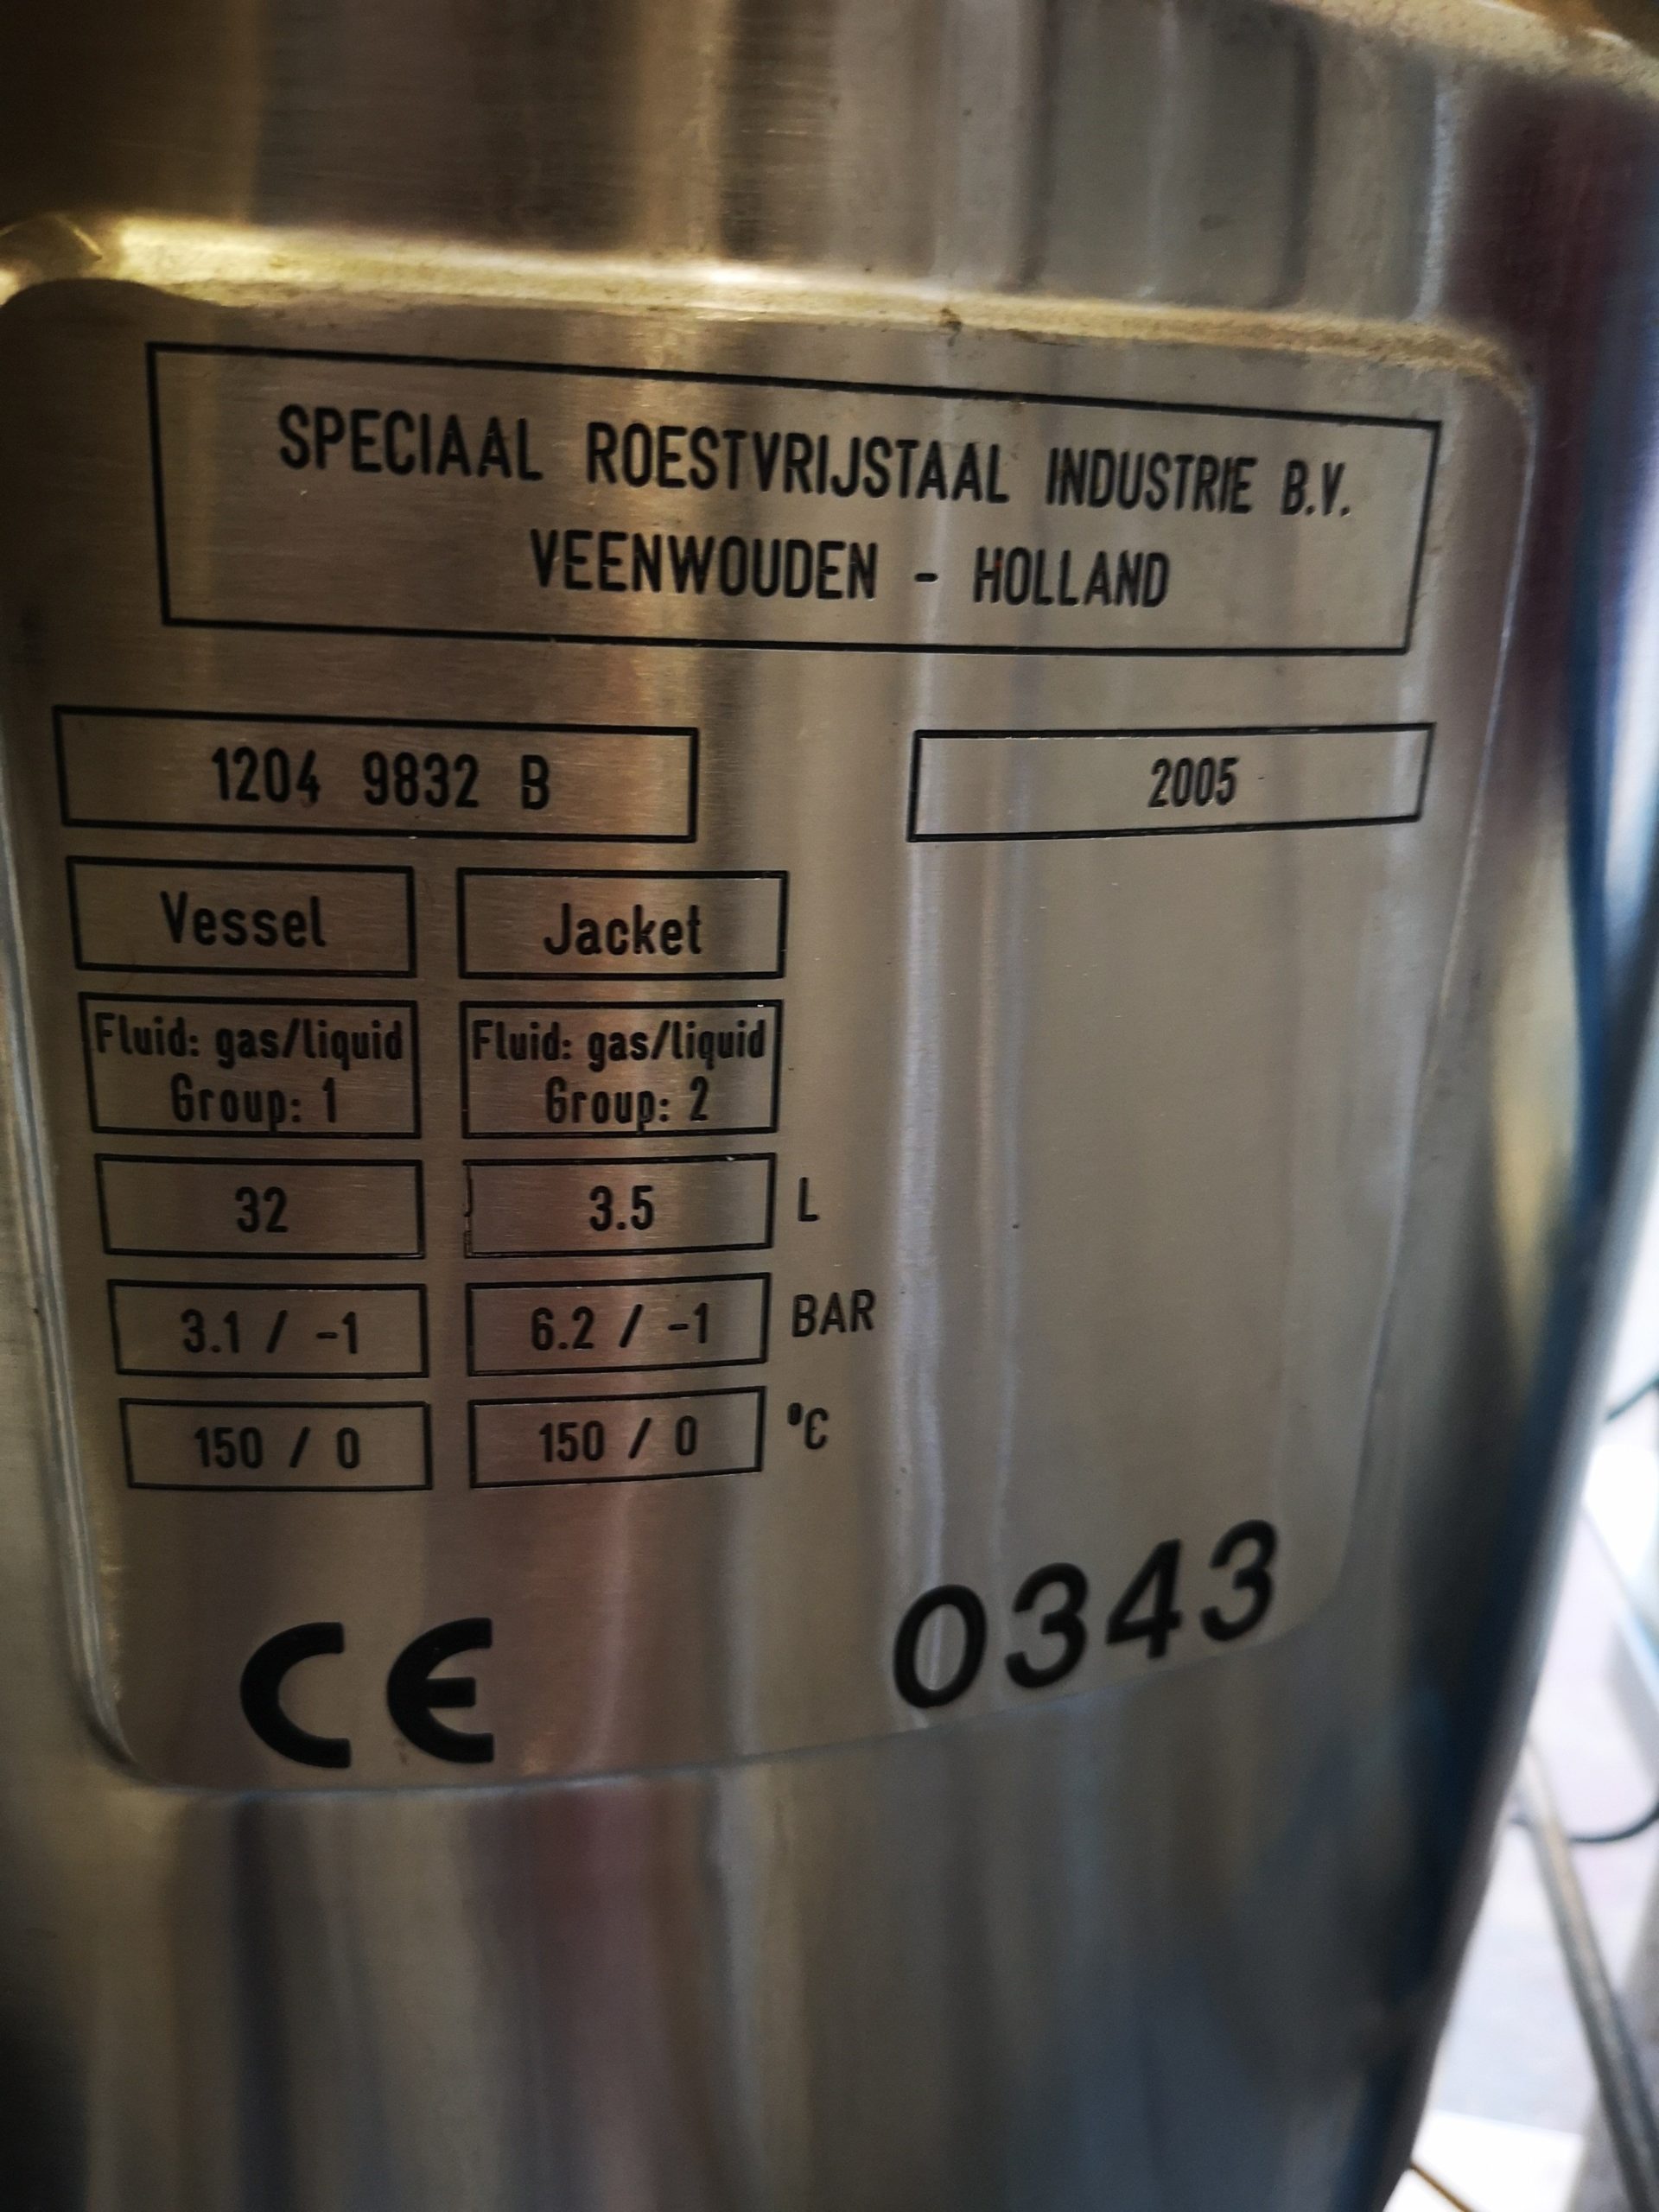 SPECIAAL ROESTVRIJSTAAL INDUSTRIE B.V.
VEENWOUDEN - HOLLAND
1204 9832 B 2005
Vessel Jacket
Fluid: gas/liquid Fluid: gas/liquid
Group: 1 Group: 2
32 3.5 L
3.1 / -1 6.2 / -1 BAR
150 / 0 150 / 0 °C
CE 0343